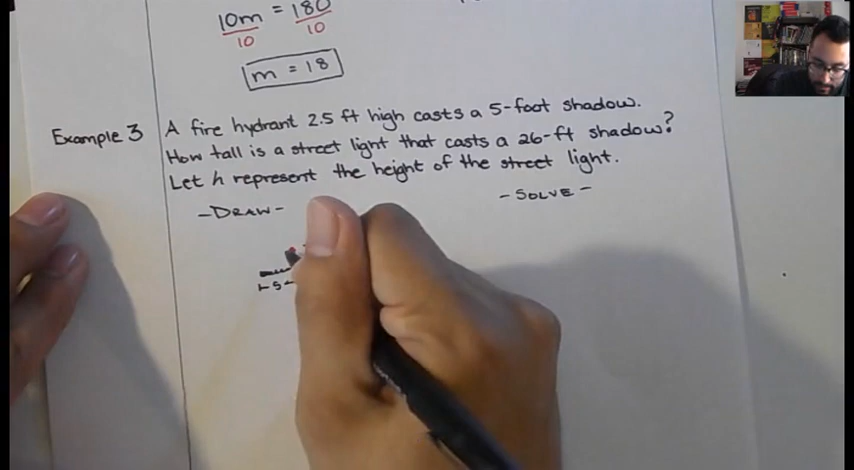 10m = 180
10 10
m = 18
Example 3 A fire hydrant 2.5 ft high casts a 5-foot shadow.
How tall is a street light that casts a 26-ft shadow?
Let h represent the height of the street light.
-DRAW- -SOLVE-
5